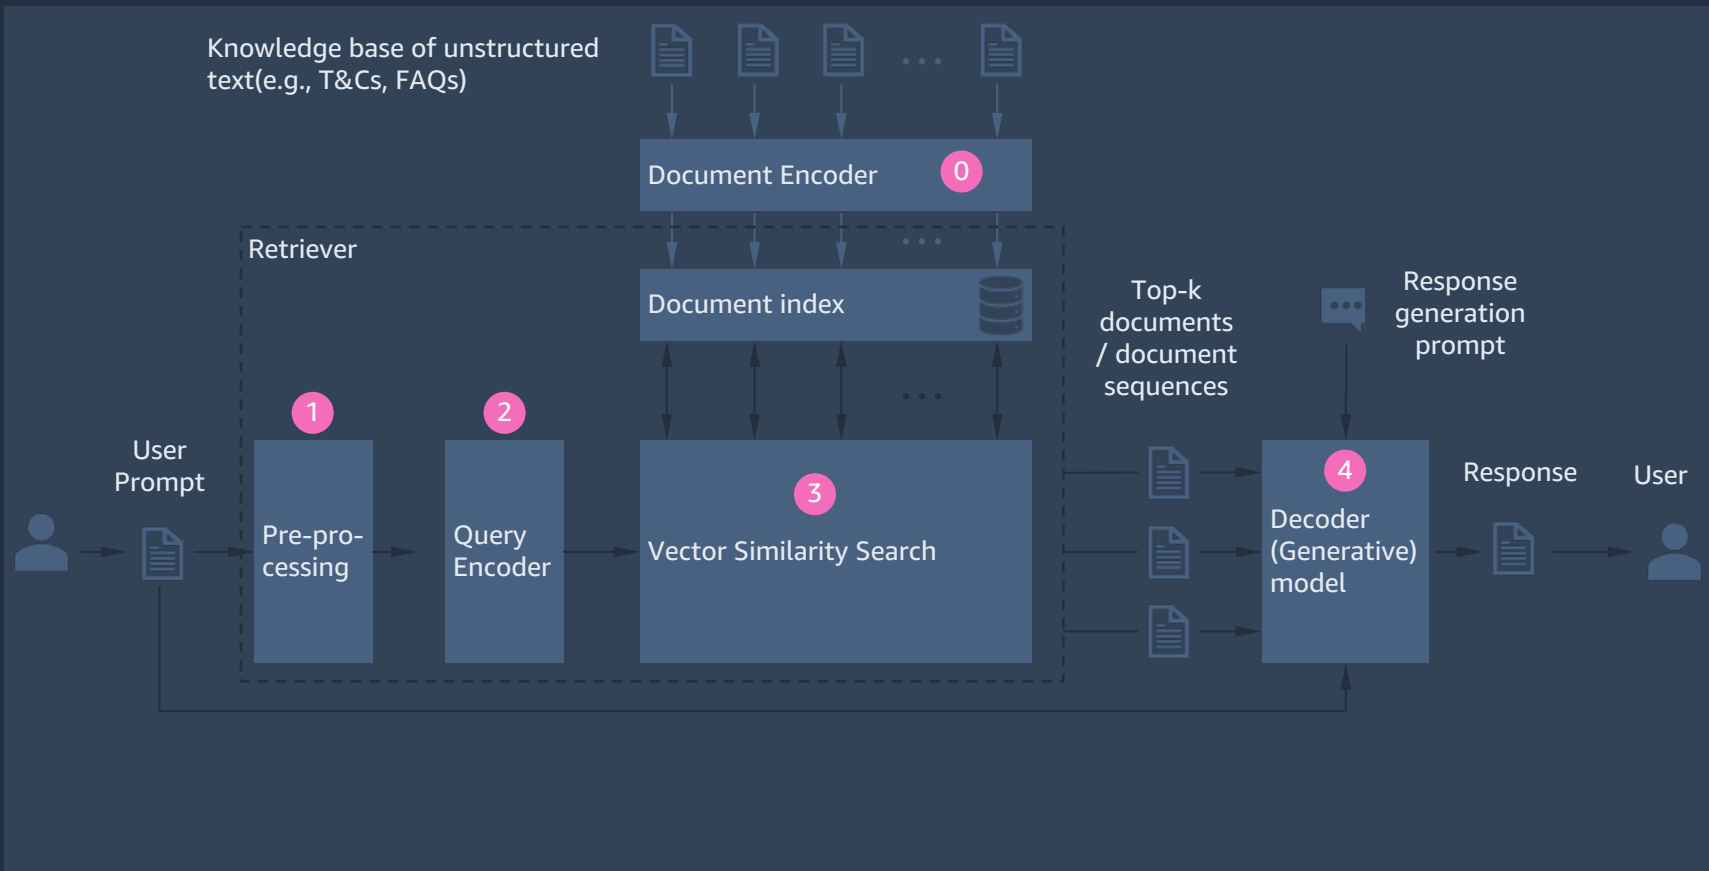 Knowledge base of unstructured
text(e.g., T&Cs, FAQs)
Document Encoder
0
Retriever
Document index
Top-k
documents
/ document
sequences
Response
generation
prompt
1
2
User
Prompt
3
4
Response
User
Pre-pro-
cessing
Query
Encoder
Vector Similarity Search
Decoder
(Generative)
model